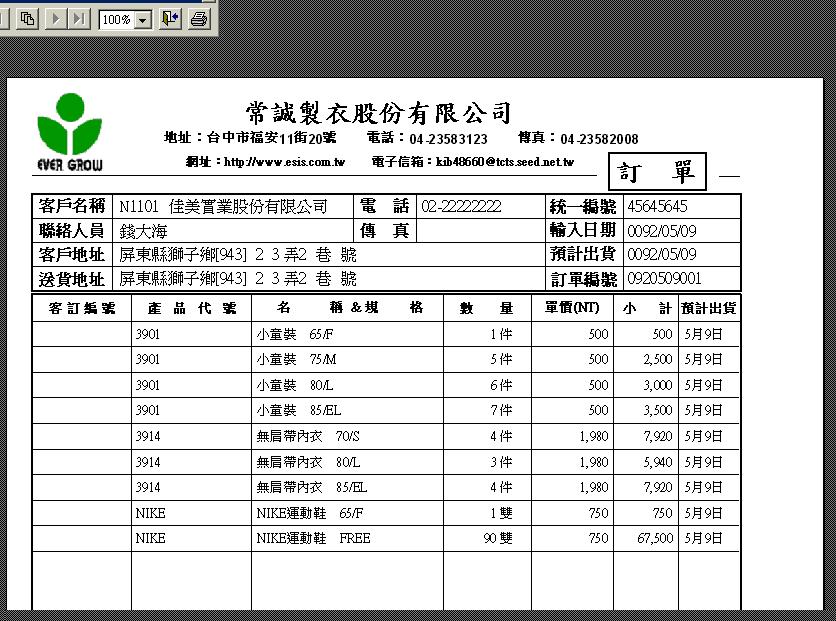 100%
常誠製衣股份有限公司
地址：台中市福安11街20號 電話：04-23583123 傳真：04-23582008
EVER GROW
網址：http://www.esis.com.tw 電子信箱：kib48660@tcts.seed.net.tw
訂 單
客戶名稱 N1101 佳美實業股份有限公司 電 話 02-22222222 統一編號 45645645
聯絡人員 錢大海 傳 真 輸入日期 0092/05/09
客戶地址 屏東縣獅子鄉[943] 2 3 弄2 巷 號 預計出貨 0092/05/09
送貨地址 屏東縣獅子鄉[943] 2 3 弄2 巷 號 訂單編號 0920509001
客訂編號 產品代號 名 稱&規 格 數 量 單價(NT) 小 計 預計出貨
3901 小童裝 65/F 1 件 500 500 5月9日
3901 小童裝 75/M 5 件 500 2,500 5月9日
3901 小童裝 80/L 6 件 500 3,000 5月9日
3901 小童裝 85/EL 7 件 500 3,500 5月9日
3914 無肩帶內衣 70/S 4 件 1,980 7,920 5月9日
3914 無肩帶內衣 80/L 3 件 1,980 5,940 5月9日
3914 無肩帶內衣 85/EL 4 件 1,980 7,920 5月9日
NIKE NIKE運動鞋 65/F 1 雙 750 750 5月9日
NIKE NIKE運動鞋 FREE 90 雙 750 67,500 5月9日